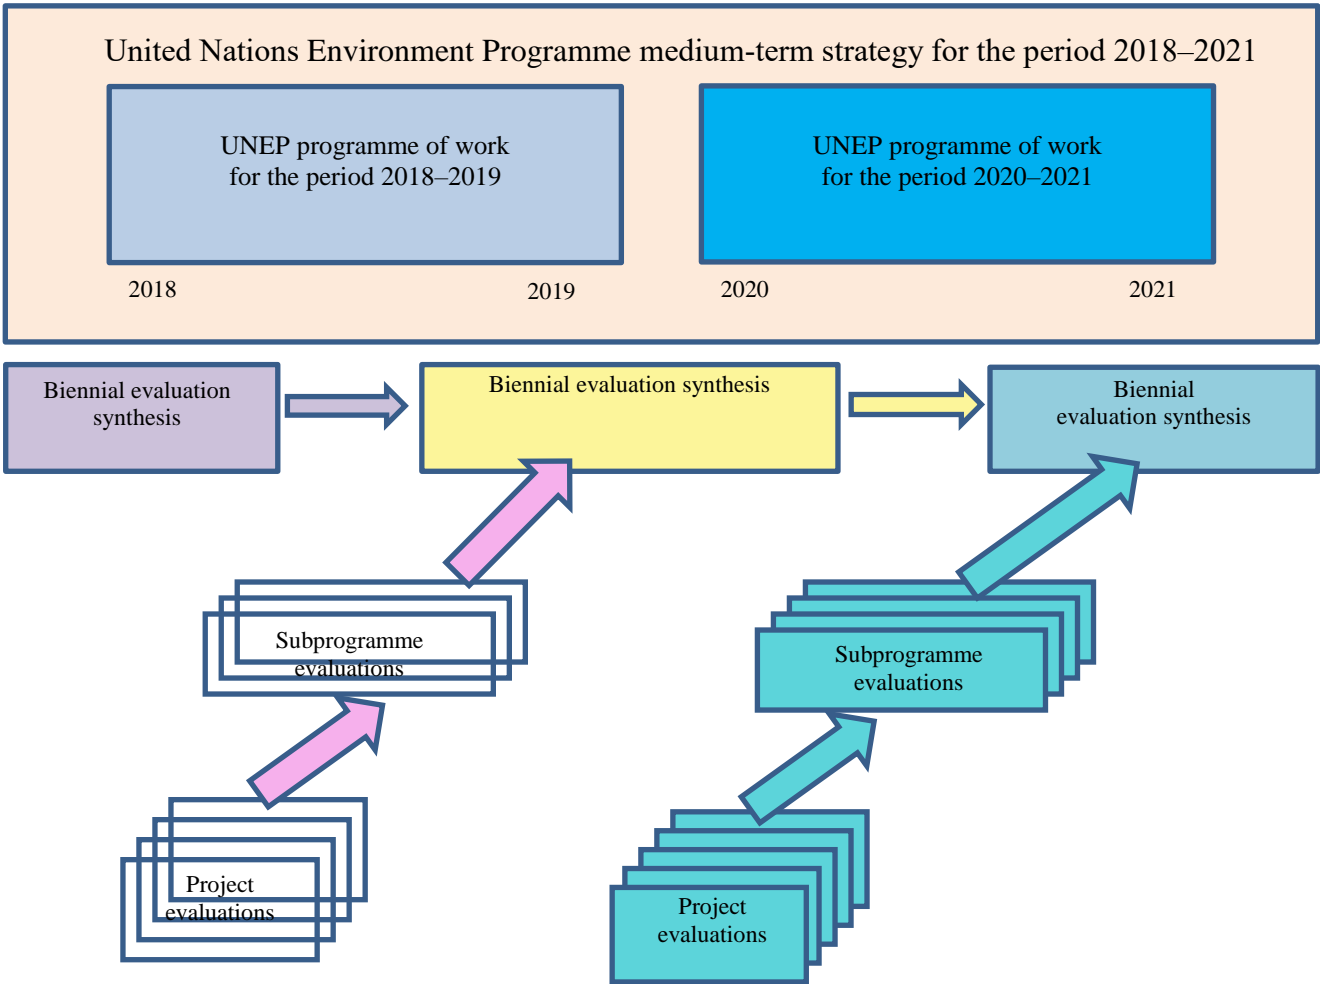 United Nations Environment Programme medium-term strategy for the period 2018–2021
UNEP programme of work
for the period 2018–2019
UNEP programme of work
for the period 2020–2021
2018
2019
2020
2021
Biennial evaluation
synthesis
Biennial evaluation synthesis
Biennial
evaluation synthesis
Subprogramme
evaluations
Subprogramme
evaluations
Project
evaluations
Project
evaluations